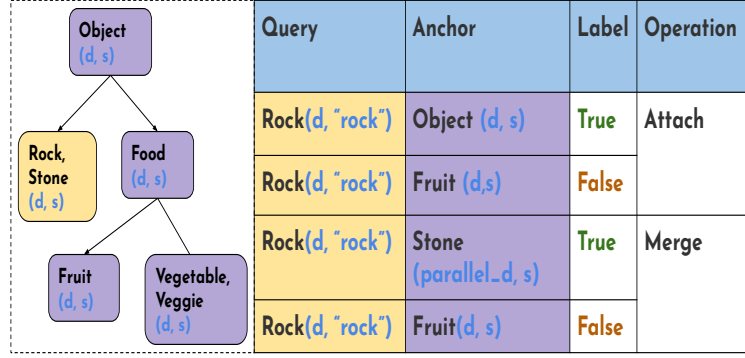 Object
(d, s)
Rock,
Stone
(d, s)
Food
(d, s)
Fruit
(d, s)
Vegetable,
Veggie
(d, s)
Query Anchor Label Operation
Rock(d, “rock”) Object (d, s) True Attach
Rock(d, “rock”) Fruit (d,s) False
Rock(d, “rock”) Stone True Merge
(parallel_d, s)
Rock(d, “rock”) Fruit(d, s) False